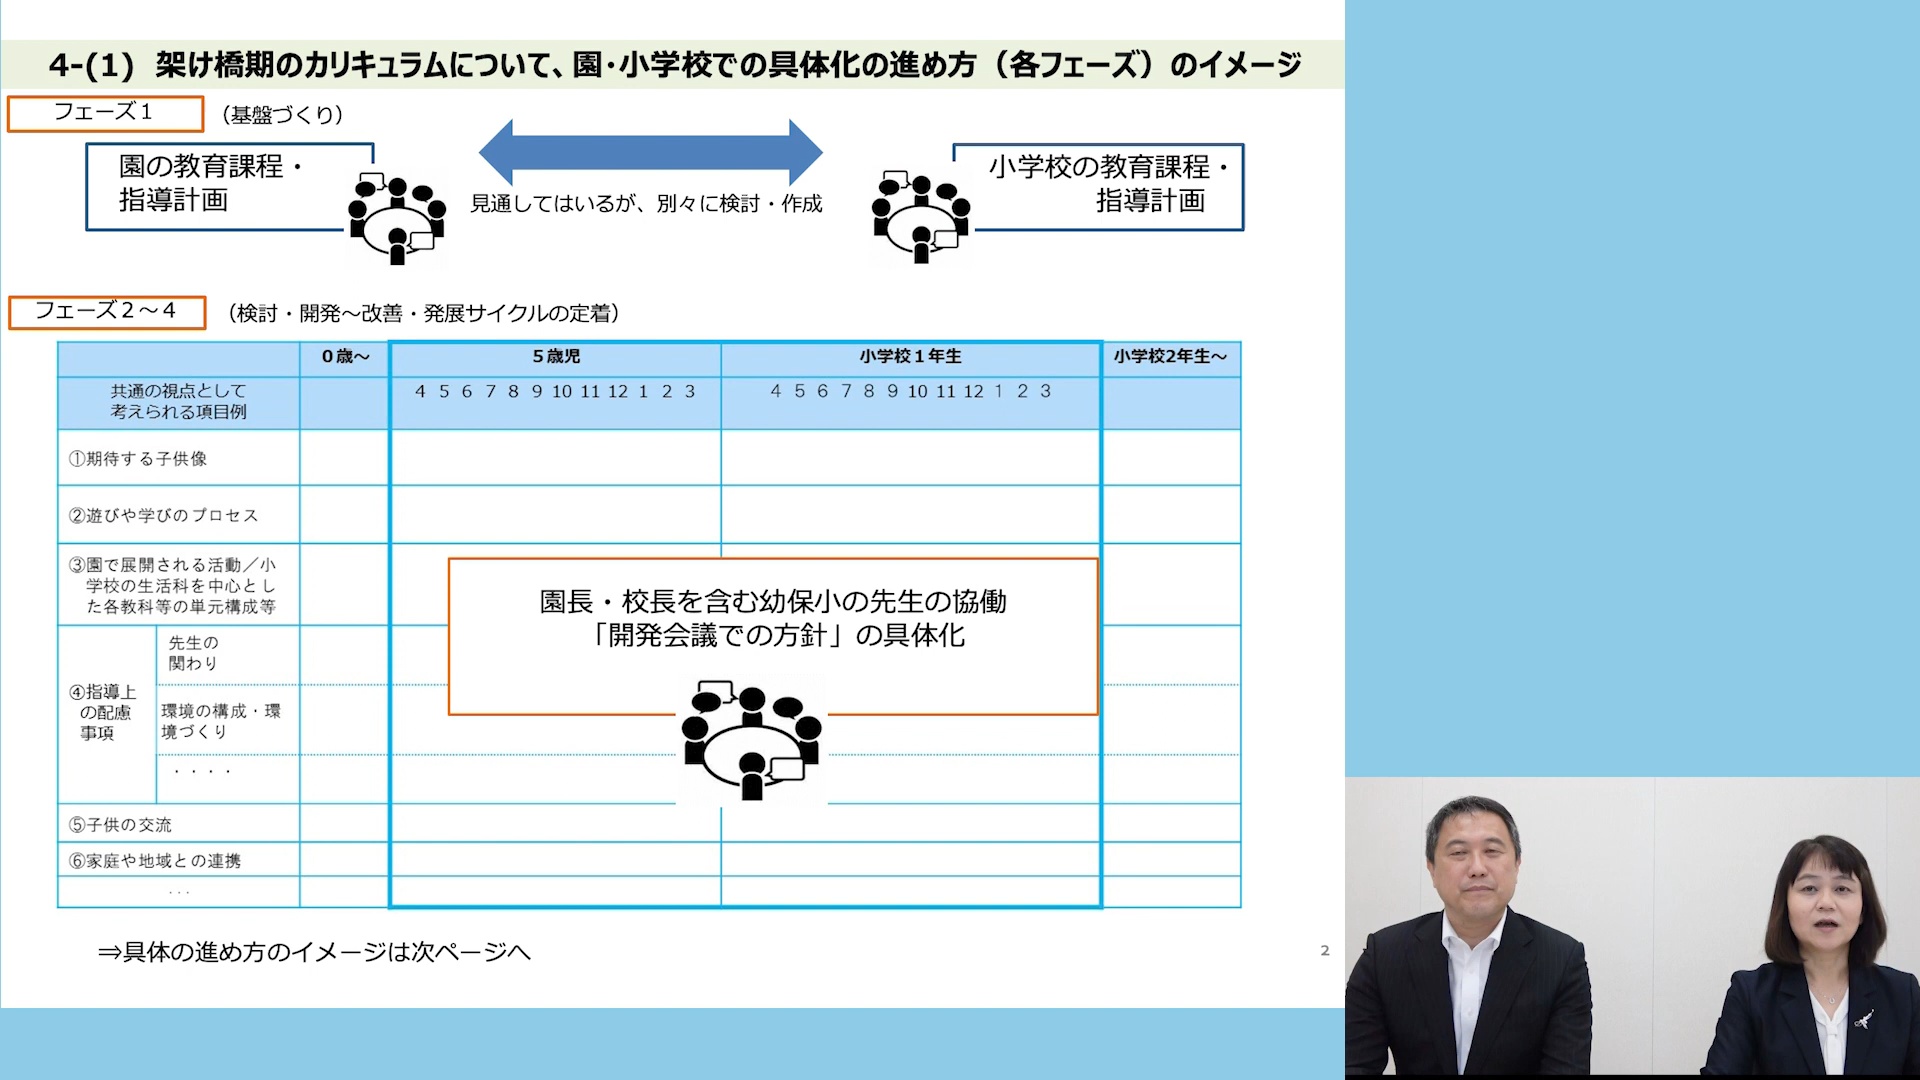 4-(1) 架け橋期のカリキュラムについて、園・小学校での具体化の進め方（各フェーズ）のイメージ
フェーズ１
（基盤づくり）
園の教育課程・
指導計画
見通してはいるが、別々に検討・作成
小学校の教育課程・
指導計画
フェーズ２～４
（検討・開発～改善・発展サイクルの定着）
０歳～
５歳児
小学校１年生
小学校2年生～
共通の視点として
考えられる項目例
4 5 6 7 8 9 10 11 12 1 2 3
4 5 6 7 8 9 10 11 12 1 2 3
①期待する子供像
②遊びや学びのプロセス
③園で展開される活動／小
学校の生活科を中心とし
た各教科等の単元構成等
園長・校長を含む幼保小の先生の協働
「開発会議での方針」の具体化
④指導上
の配慮
事項
先生の
関わり
環境の構成・環
境づくり
・・・・
⑤子供の交流
⑥家庭や地域との連携
...
⇒具体の進め方のイメージは次ページへ
2